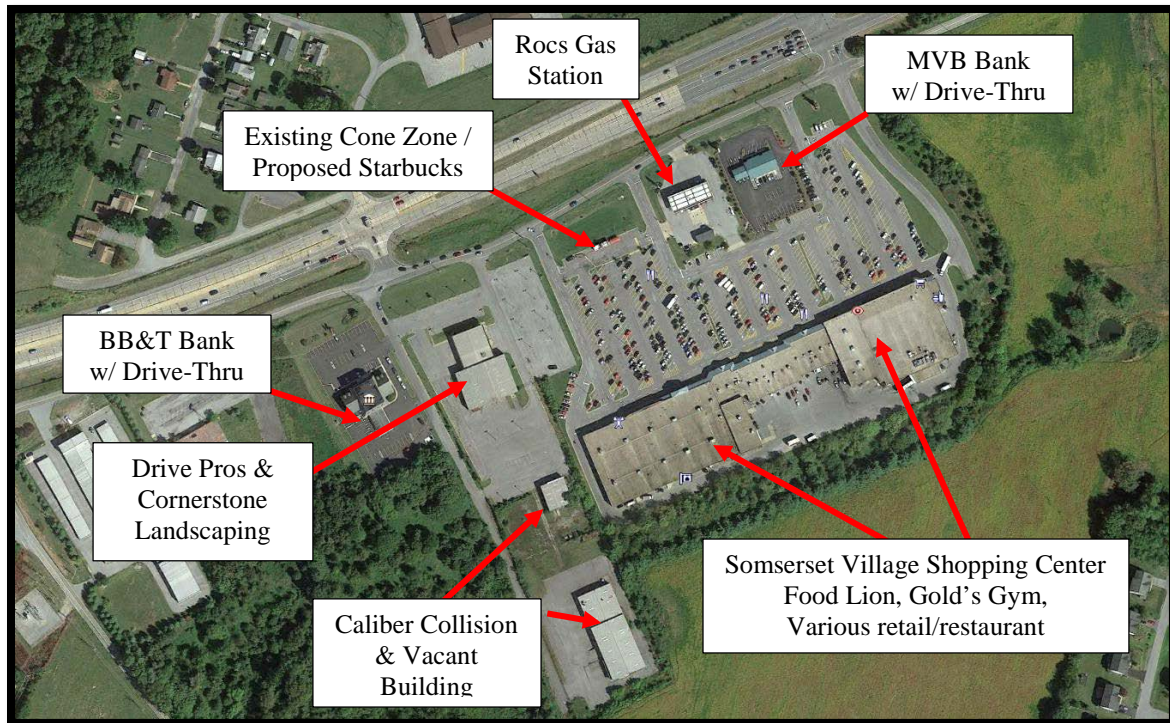 Rocs Gas
Station
MVB Bank
w/ Drive-Thru
Existing Cone Zone /
Proposed Starbucks
BB&T Bank
w/ Drive-Thru
Drive Pros &
Cornerstone
Landscaping
Caliber Collision
& Vacant
Building
Somserset Village Shopping Center
Food Lion, Gold’s Gym,
Various retail/restaurant